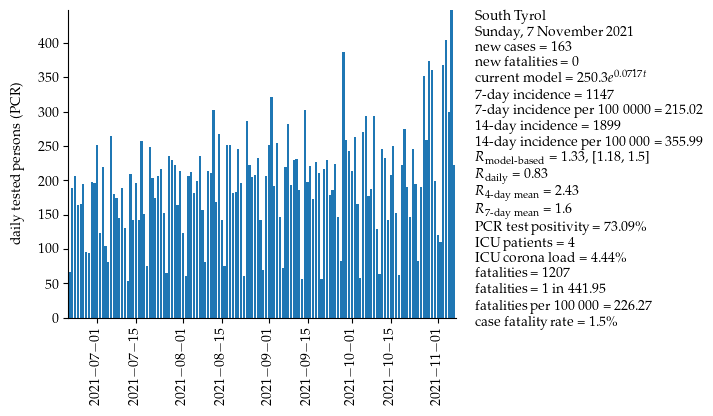 South Tyrol
Sunday, 7 November 2021
new cases = 163
new fatalities = 0
current model = 250.3e^0.0717t
7-day incidence = 1147
7-day incidence per 100 0000 = 215.02
14-day incidence = 1899
14-day incidence per 100 000 = 355.99
R_model-based = 1.33, [1.18, 1.5]
R_daily = 0.83
R_4-day mean = 2.43
R_7-day mean = 1.6
PCR test positivity = 73.09%
ICU patients = 4
ICU corona load = 4.44%
fatalities = 1207
fatalities = 1 in 441.95
fatalities per 100 000 = 226.27
case fatality rate = 1.5%
daily tested persons (PCR)
400
350
300
250
200
150
100
50
0
2021-07-01
2021-07-15
2021-08-01
2021-08-15
2021-09-01
2021-09-15
2021-10-01
2021-10-15
2021-11-01